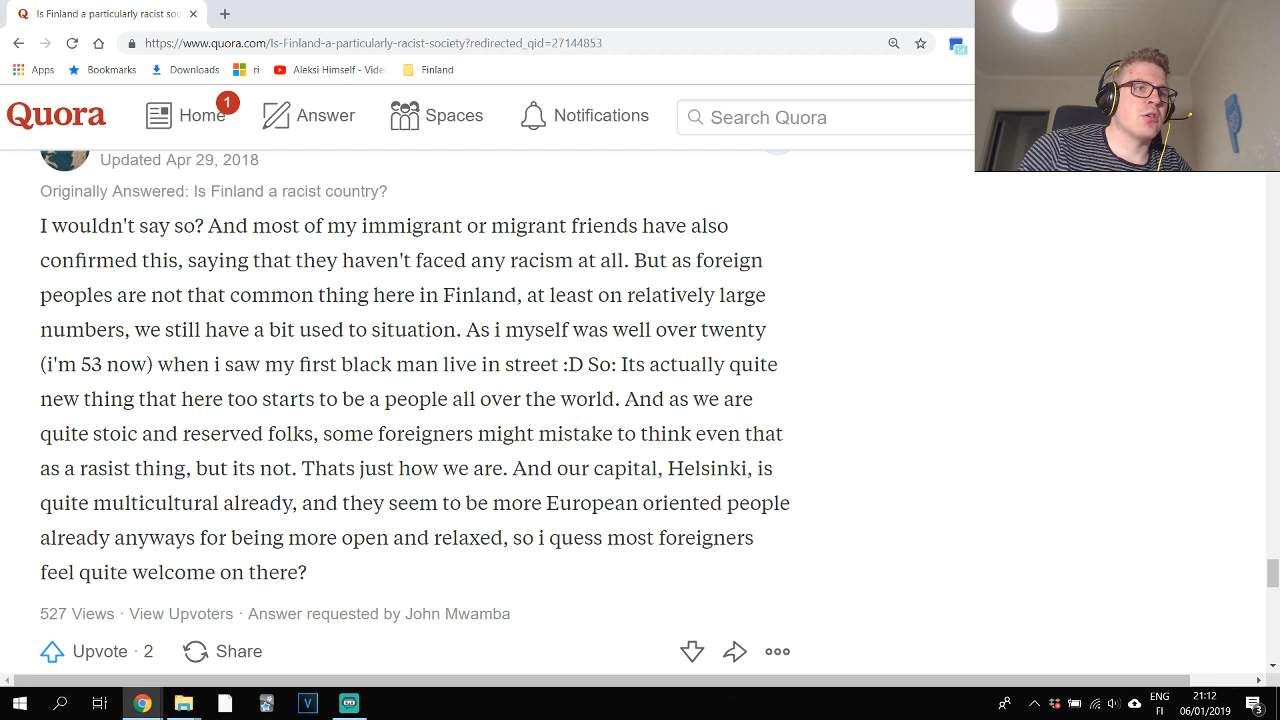 Is Finland a particularly racist soc
https://www.quora.com/Is-Finland-a-particularly-racist-society?redirected_qid=27144853
Apps Bookmarks Downloads ri Aleksi Himself - Vide Finland
Quora Home 1 Answer Spaces Notifications Search Quora
Updated Apr 29, 2018
Originally Answered: Is Finland a racist country?
I wouldn't say so? And most of my immigrant or migrant friends have also
confirmed this, saying that they haven't faced any racism at all. But as foreign
peoples are not that common thing here in Finland, at least on relatively large
numbers, we still have a bit used to situation. As i myself was well over twenty
(i'm 53 now) when i saw my first black man live in street :D So: Its actually quite
new thing that here too starts to be a people all over the world. And as we are
quite stoic and reserved folks, some foreigners might mistake to think even that
as a rasist thing, but its not. Thats just how we are. And our capital, Helsinki, is
quite multicultural already, and they seem to be more European oriented people
already anyways for being more open and relaxed, so i quess most foreigners
feel quite welcome on there?
527 Views · View Upvoters · Answer requested by John Mwamba
Upvote · 2 Share
ENG 21:12
FI 06/01/2019 3